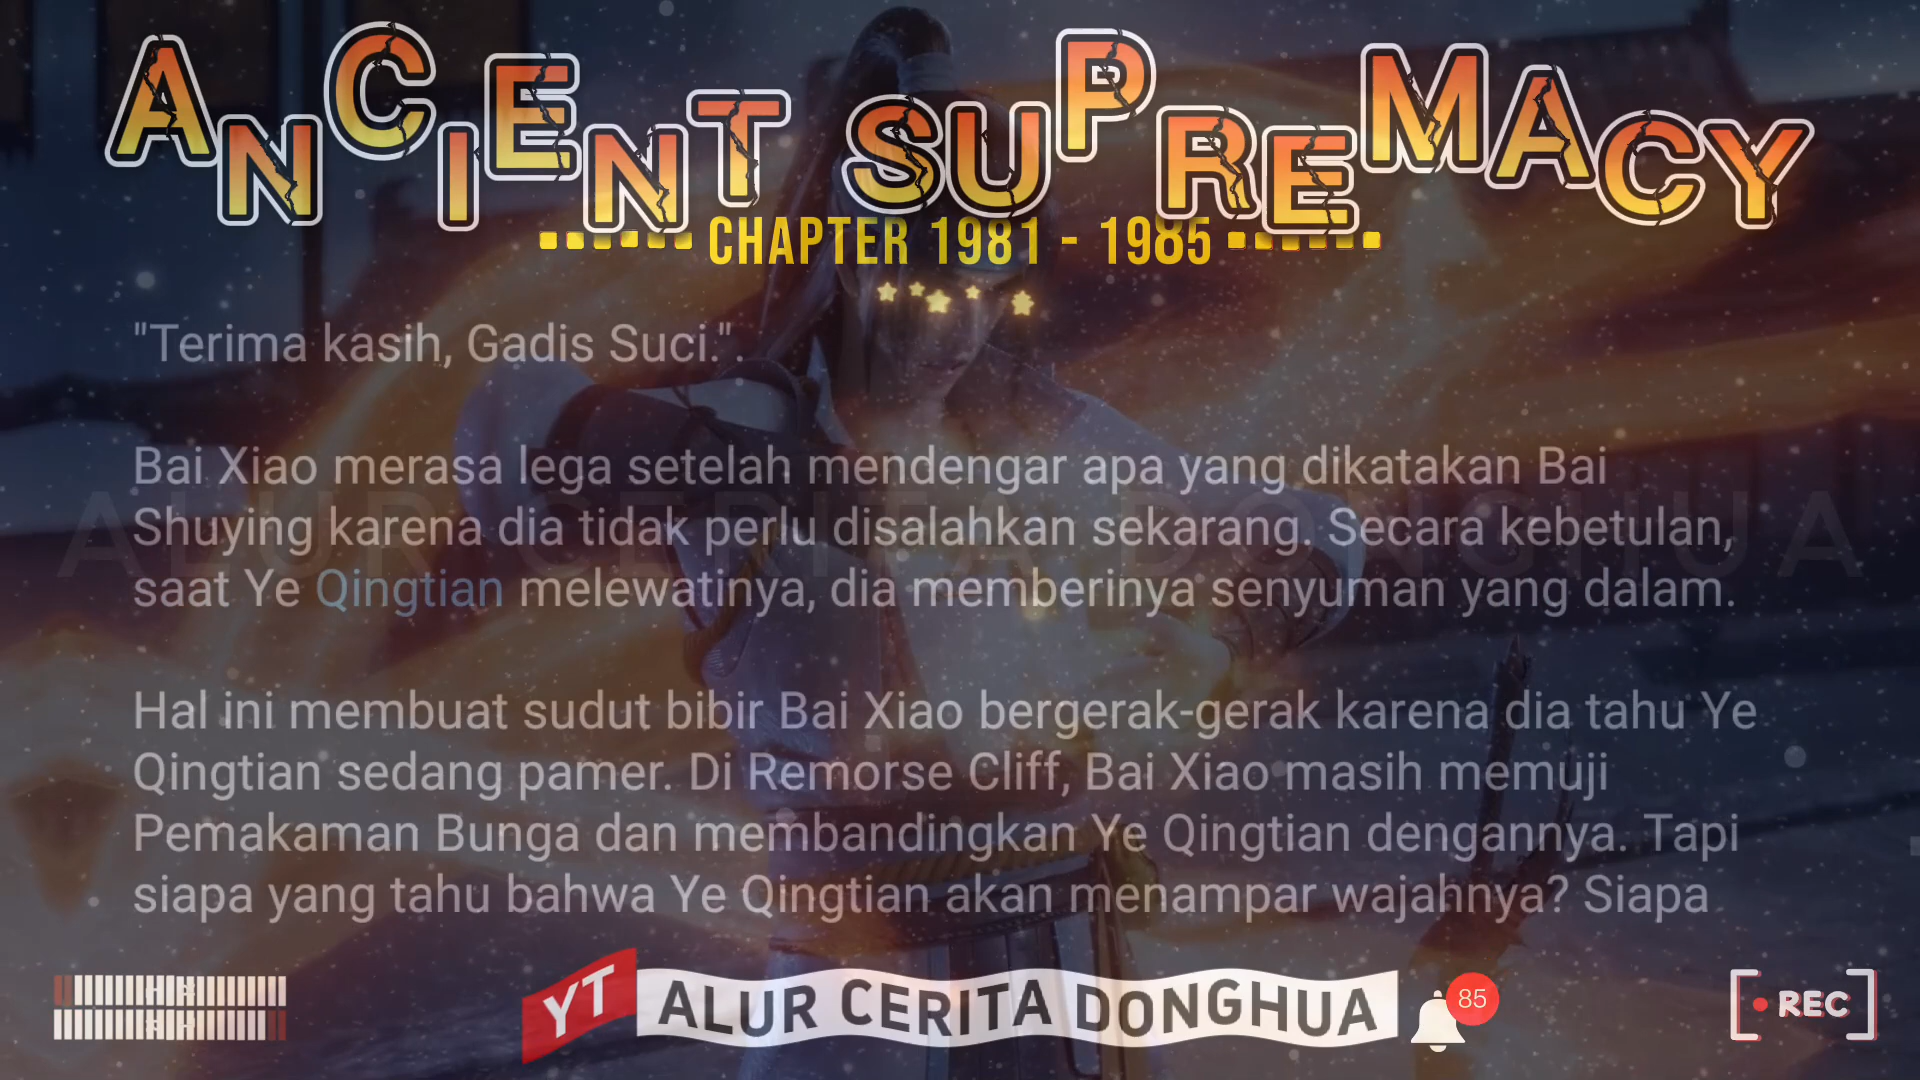 ANCIENT SUPREMACY
CHAPTER 1981 - 1985
"Terima kasih, Gadis Suci.".
Bai Xiao merasa lega setelah mendengar apa yang dikatakan Bai
Shuying karena dia tidak perlu disalahkan sekarang. Secara kebetulan,
saat Ye Qingtian melewatinya, dia memberinya senyuman yang dalam.
ALUR CERITA DONGHUA
Hal ini membuat sudut bibir Bai Xiao bergerak-gerak karena dia tahu Ye
Qingtian sedang pamer. Di Remorse Cliff, Bai Xiao masih memuji
Pemakaman Bunga dan membandingkan Ye Qingtian dengannya. Tapi
siapa yang tahu bahwa Ye Qingtian akan menampar wajahnya? Siapa
YT ALUR CERITA DONGHUA 85
REC